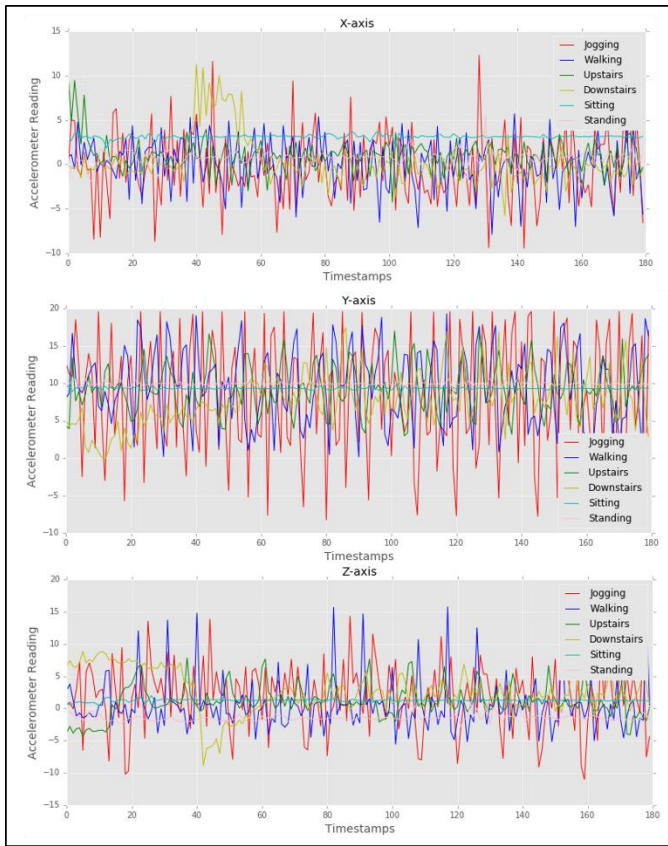 X-axis
15
10
5
0
−5
−10
Accelerometer Reading
Jogging
Walking
Upstairs
Downstairs
Sitting
Standing
0 20 40 60 80 100 120 140 160 180
Timestamps
Y-axis
20
15
10
5
0
−5
−10
Accelerometer Reading
Jogging
Walking
Upstairs
Downstairs
Sitting
Standing
0 20 40 60 80 100 120 140 160 180
Timestamps
Z-axis
20
15
10
5
0
−5
−10
−15
Accelerometer Reading
Jogging
Walking
Upstairs
Downstairs
Sitting
Standing
0 20 40 60 80 100 120 140 160 180
Timestamps